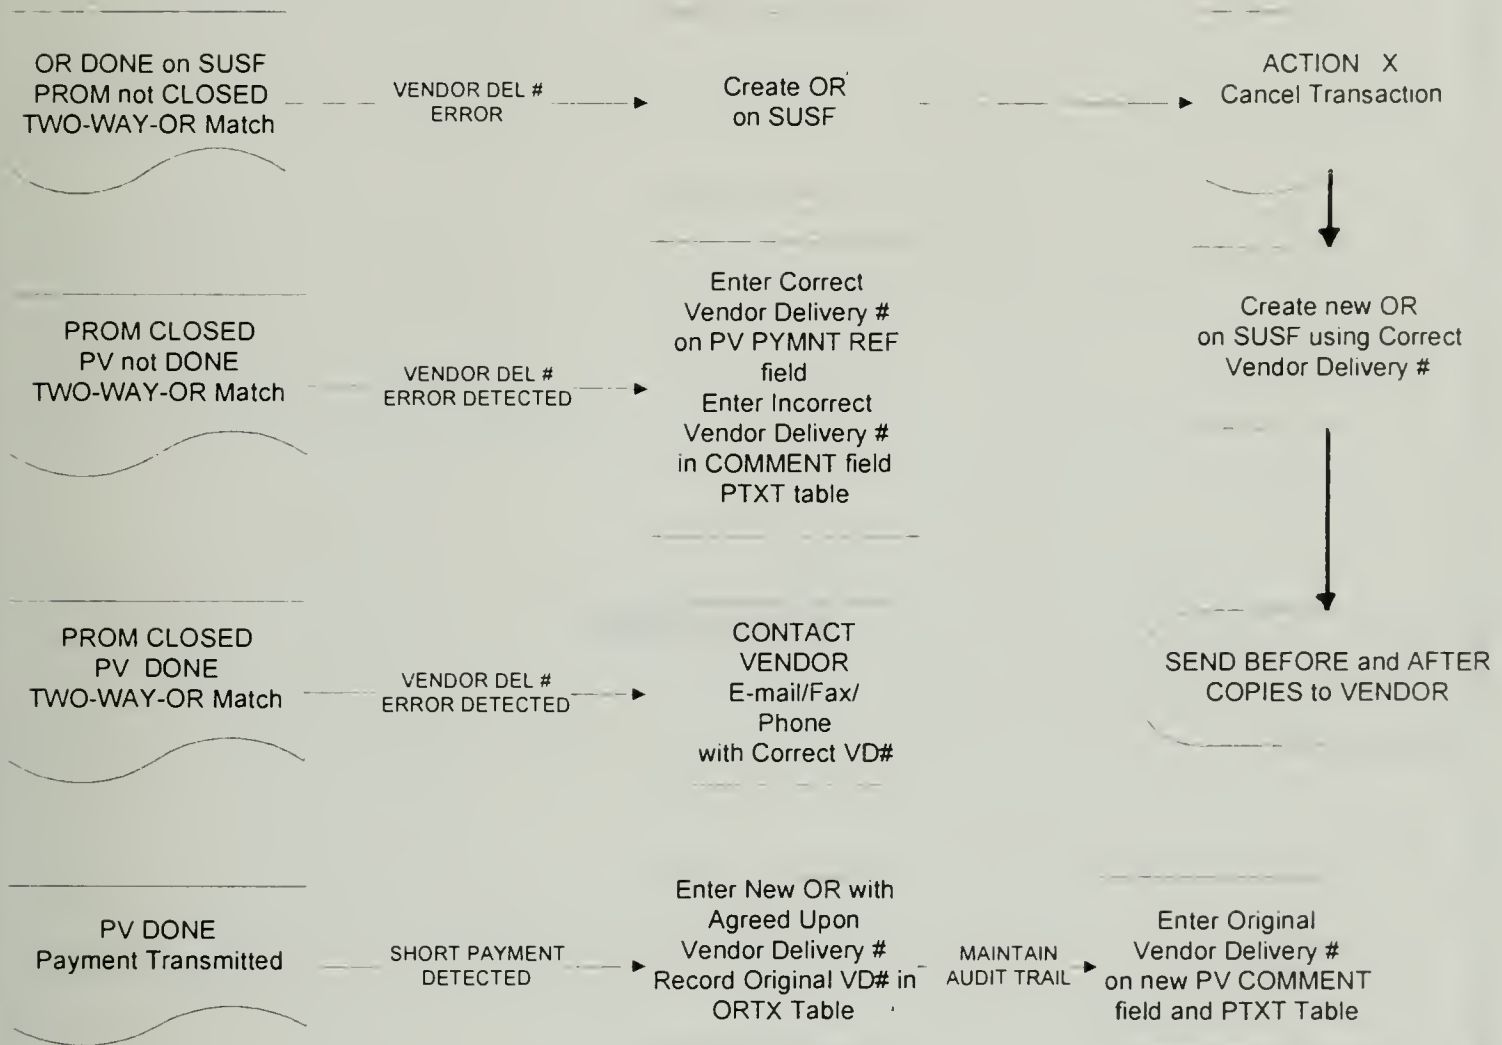 OR DONE on SUSF
PROM not CLOSED
TWO-WAY-OR Match
VENDOR DEL #
ERROR
Create OR
on SUSF
ACTION X
Cancel Transaction
PROM CLOSED
PV not DONE
TWO-WAY-OR Match
VENDOR DEL #
ERROR DETECTED
Enter Correct
Vendor Delivery #
on PV PYMNT REF
field
Enter Incorrect
Vendor Delivery #
in COMMENT field
PTXT table
Create new OR
on SUSF using Correct
Vendor Delivery #
PROM CLOSED
PV DONE
TWO-WAY-OR Match
VENDOR DEL #
ERROR DETECTED
CONTACT
VENDOR
E-mail/Fax/
Phone
with Correct VD#
SEND BEFORE and AFTER
COPIES to VENDOR
PV DONE
Payment Transmitted
SHORT PAYMENT
DETECTED
Enter New OR with
Agreed Upon
Vendor Delivery #
Record Original VD# in
ORTX Table
MAINTAIN
AUDIT TRAIL
Enter Original
Vendor Delivery #
on new PV COMMENT
field and PTXT Table